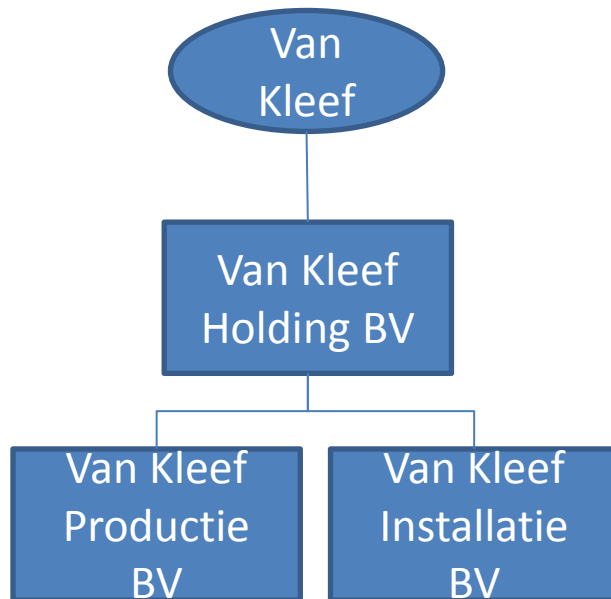 Van
Kleef
Van Kleef
Holding BV
Van Kleef
Productie
BV
Van Kleef
Installatie
BV